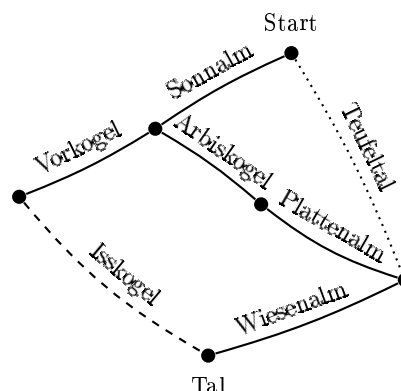 Start
Sonnalm
Teufeltal
Vorkogel
Arbiskogel
Plattenalm
Isskogel
Wiesenalm
Tal